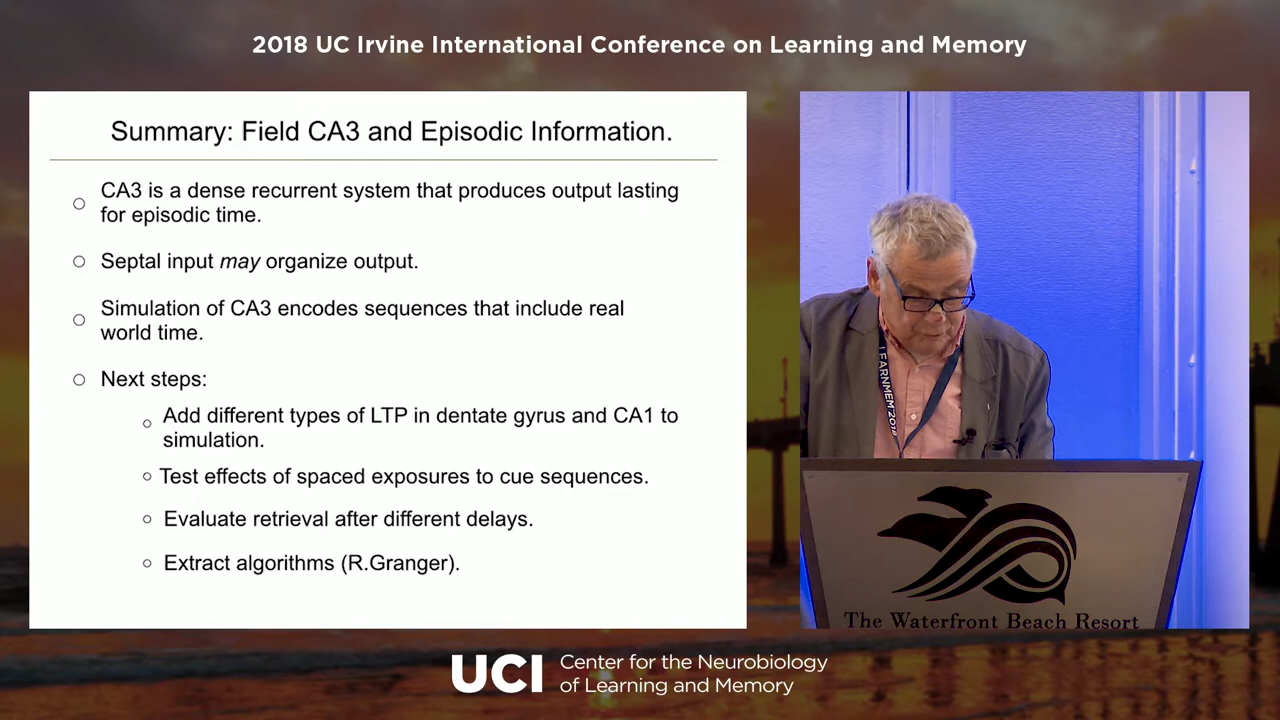 2018 UC Irvine International Conference on Learning and Memory
Summary: Field CA3 and Episodic Information.
CA3 is a dense recurrent system that produces output lasting
for episodic time.
Septal input may organize output.
Simulation of CA3 encodes sequences that include real
world time.
Next steps:
Add different types of LTP in dentate gyrus and CA1 to
simulation.
Test effects of spaced exposures to cue sequences.
Evaluate retrieval after different delays.
Extract algorithms (R.Granger).
LEARNMEM 2018
The Waterfront Beach Resort
UCI Center for the Neurobiology
of Learning and Memory